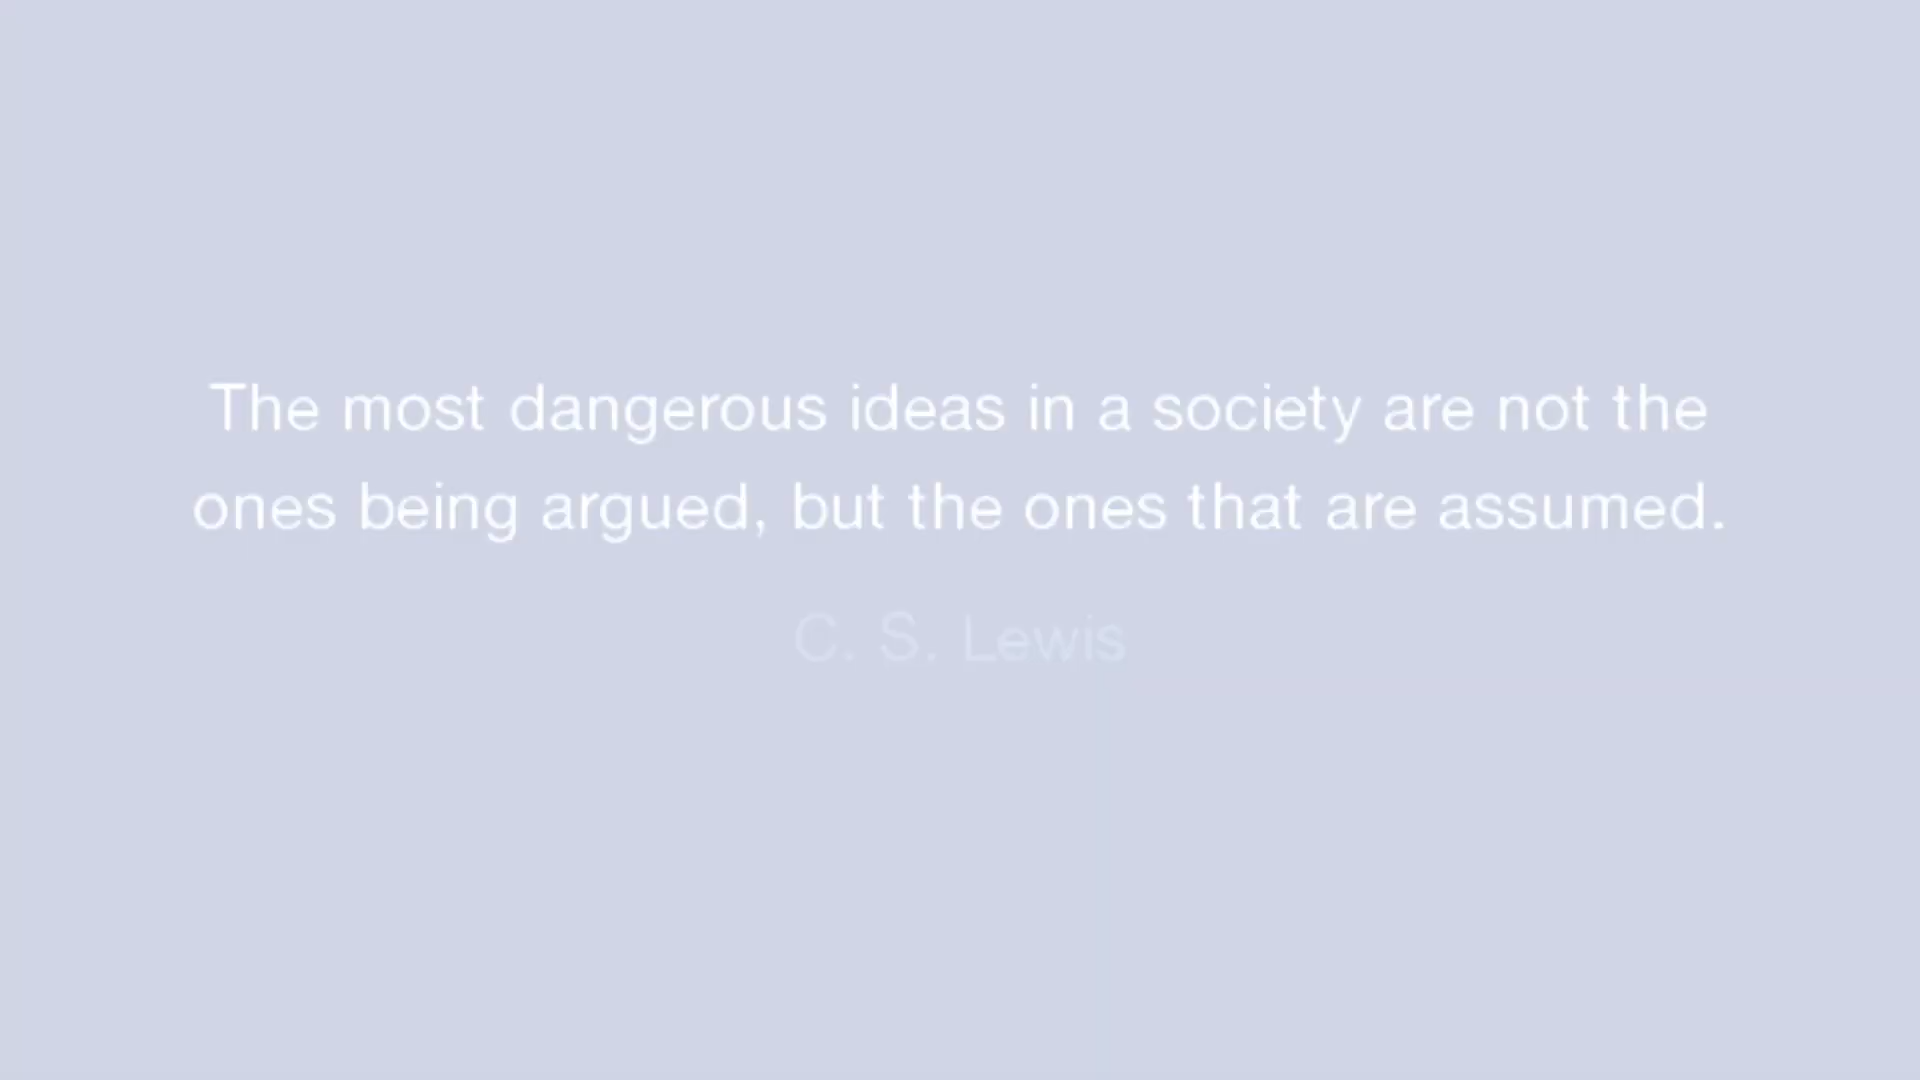 The most dangerous ideas in a society are not the
ones being argued, but the ones that are assumed.
C. S. Lewis